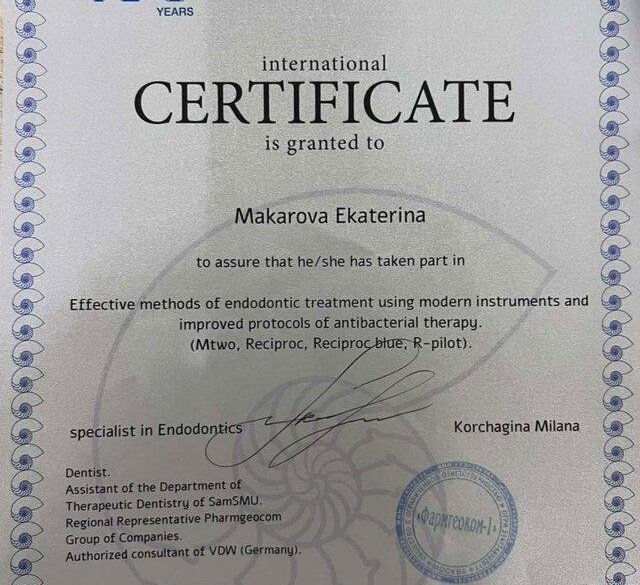 YEARS
international
CERTIFICATE
is granted to
Makarova Ekaterina
to assure that he/she has taken part in
Effective methods of endodontic treatment using modern instruments and
improved protocols of antibacterial therapy.
(Mtwo, Reciproc, Reciproc blue, R-pilot).
specialist in Endodontics
Korchagina Milana
Dentist.
Assistant of the Department of
Therapeutic Dentistry of SamSMU.
Regional Representative Pharmgeocom
Group of Companies.
Authorized consultant of VDW (Germany).
«Фармгеоком-1»